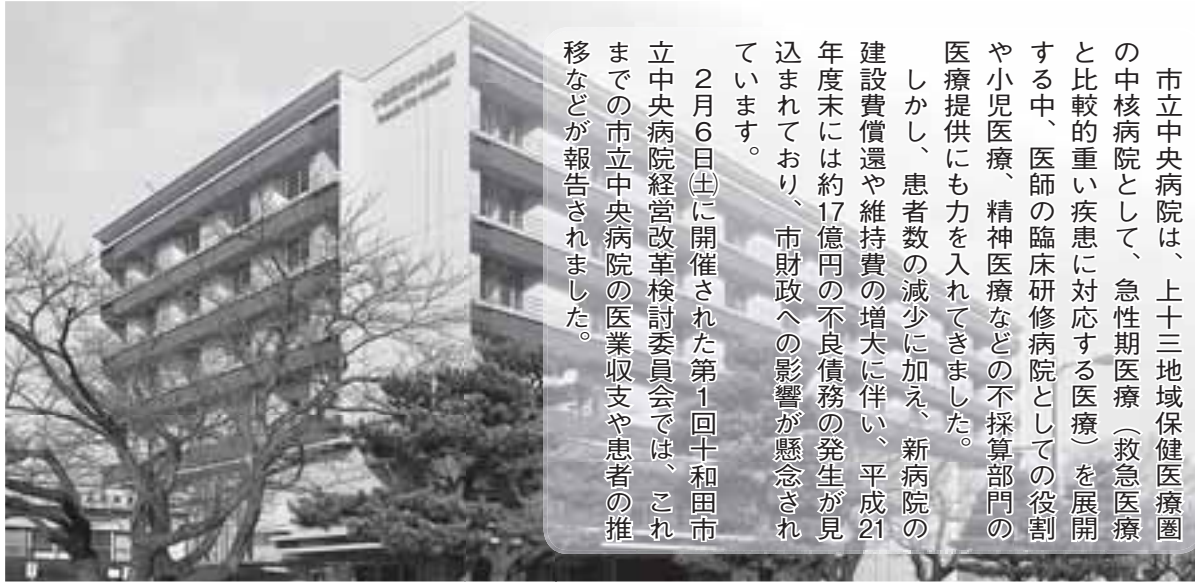 市立中央病院は、上十三地域保健医療圏
の中核病院として、急性期医療（救急医療
と比較的重い疾患に対応する医療）を展開
する中、医師の臨床研修病院としての役割
や小児医療、精神医療などの不採算部門の
医療提供にも力を入れてきました。
しかし、患者数の減少に加え、新病院の
建設費償還や維持費の増大に伴い、平成21
年度末には約17億円の不良債務の発生が見
込まれており、市財政への影響が懸念され
ています。
２月６日㈯に開催された第１回十和田市
立中央病院経営改革検討委員会では、これ
までの市立中央病院の医業収支や患者の推
移などが報告されました。